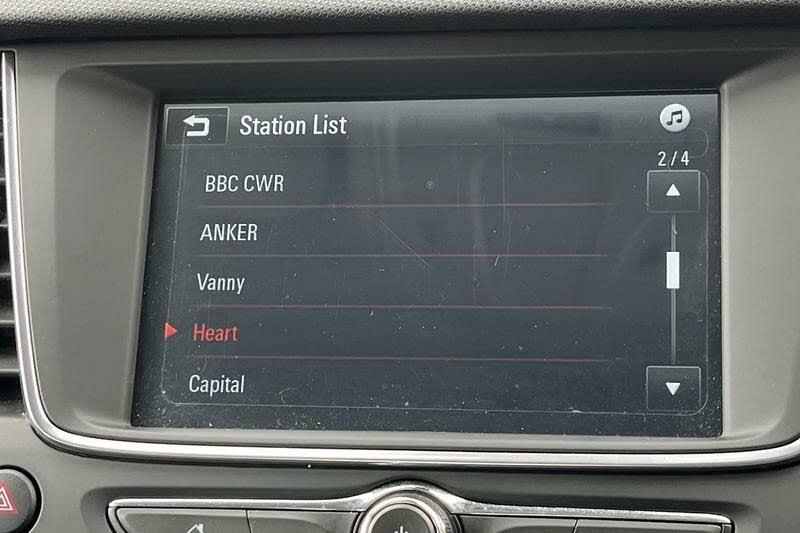 Station List
2/4
BBC CWR
ANKER
Vanny
Heart
Capital